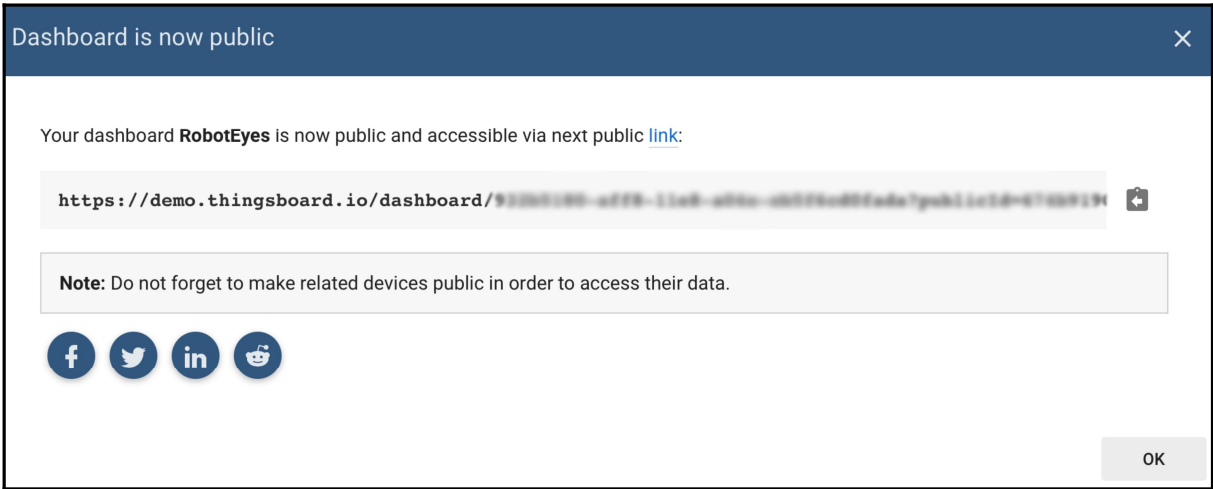 Dashboard is now public
Your dashboard RobotEyes is now public and accessible via next public link:
https://demo.thingsboard.io/dashboard/
Note: Do not forget to make related devices public in order to access their data.
OK